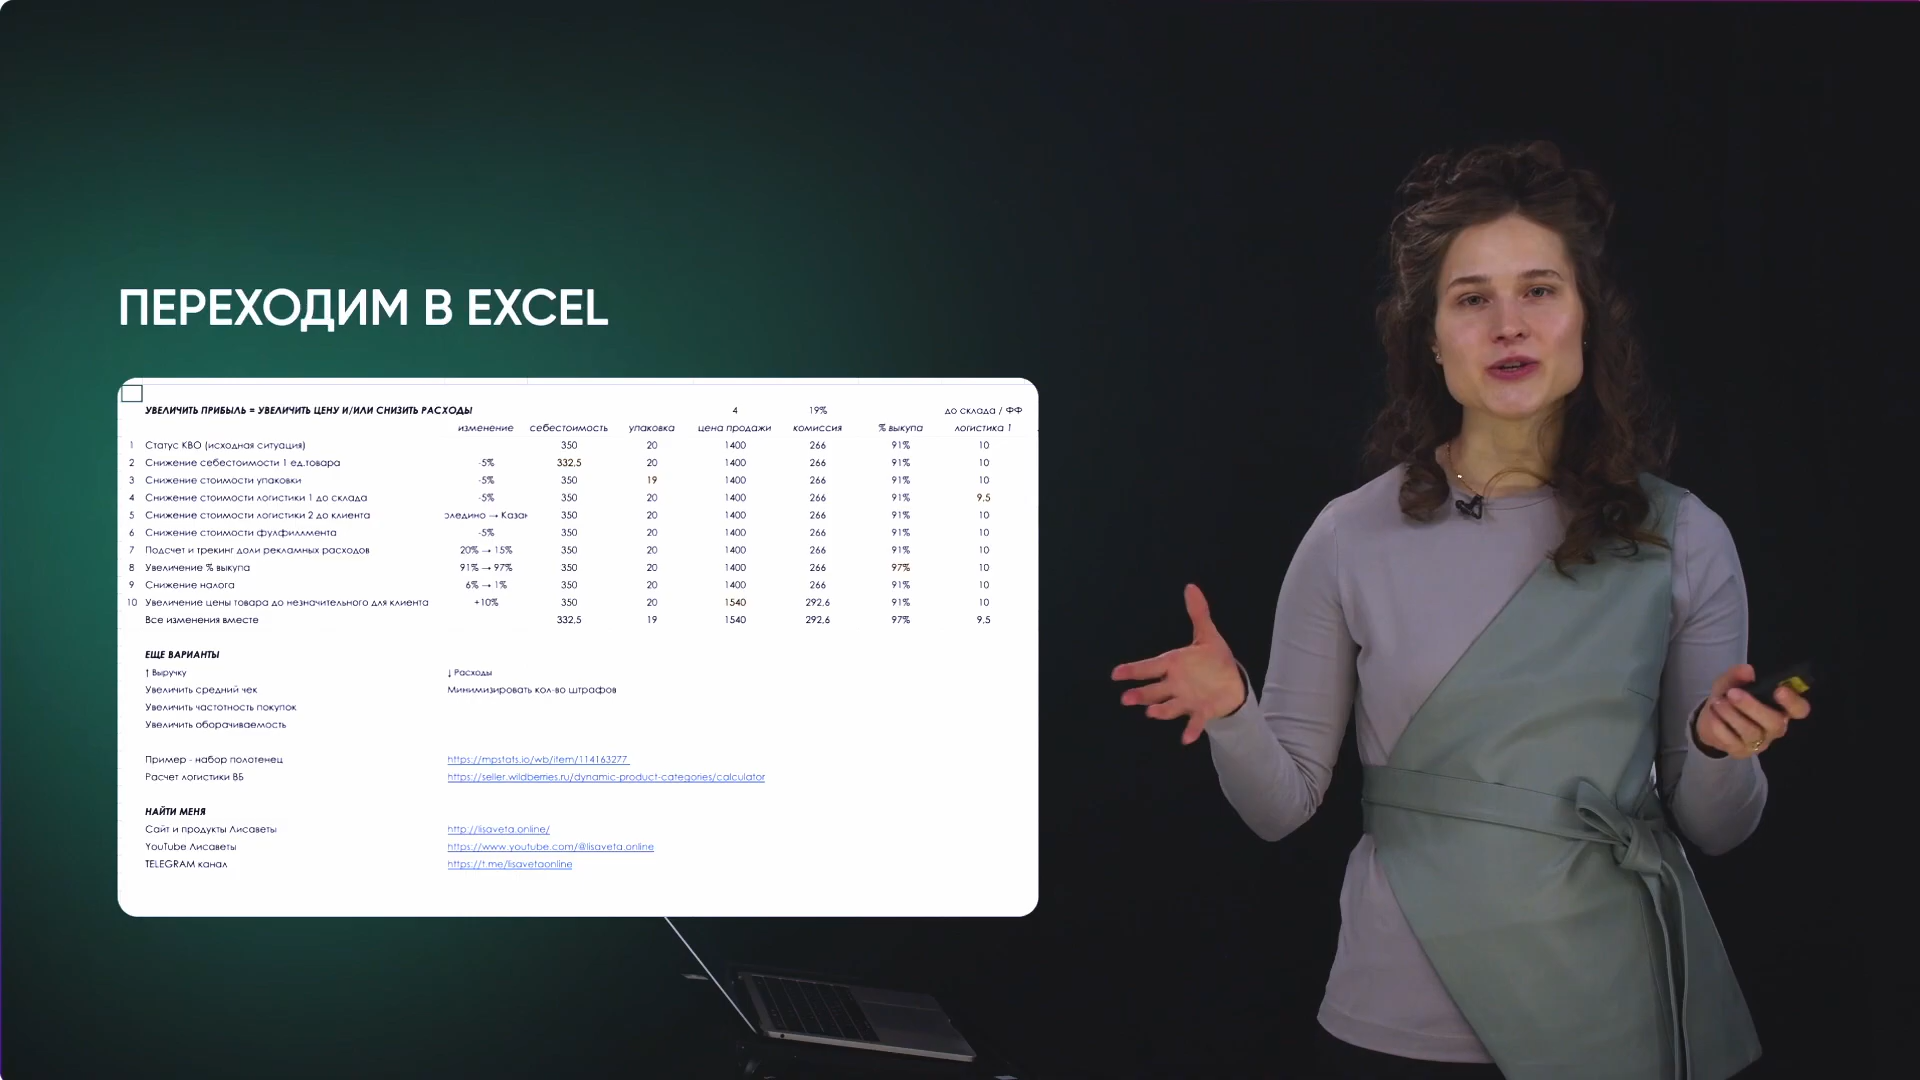 ПЕРЕХОДИМ В EXCEL
УВЕЛИЧИТЬ ПРИБЫЛЬ = УВЕЛИЧИТЬ ЦЕНУ И/ИЛИ СНИЗИТЬ РАСХОДЫ 4 19% до склада / ФФ
изменение себестоимость упаковка цена продажи комиссия % выкупа логистика 1
1 Статус КВО (исходная ситуация) 350 20 1400 266 91% 10
2 Снижение себестоимости 1 ед.товара -5% 332,5 20 1400 266 91% 10
3 Снижение стоимости упаковки -5% 350 19 1400 266 91% 10
4 Снижение стоимости логистики 1 до склада -5% 350 20 1400 266 91% 9,5
5 Снижение стоимости логистики 2 до клиента оледино → Казан 350 20 1400 266 91% 10
6 Снижение стоимости фулфиллмента -5% 350 20 1400 266 91% 10
7 Подсчет и трекинг доли рекламных расходов 20% → 15% 350 20 1400 266 91% 10
8 Увеличение % выкупа 91% → 97% 350 20 1400 266 97% 10
9 Снижение налога 6% → 1% 350 20 1400 266 91% 10
10 Увеличение цены товара до незначительного для клиента +10% 350 20 1540 292,6 91% 10
Все изменения вместе 332,5 19 1540 292,6 97% 9,5
ЕЩЕ ВАРИАНТЫ
↑ Выручку ↓ Расходы
Увеличить средний чек Минимизировать кол-во штрафов
Увеличить частотность покупок
Увеличить оборачиваемость
Пример - набор полотенец https://mpstats.io/wb/item/114163277
Расчет логистики ВБ https://seller.wildberries.ru/dynamic-product-categories/calculator
НАЙТИ МЕНЯ
Сайт и продукты Лисаветы http://lisaveta.online/
YouTube Лисаветы https://www.youtube.com/@lisaveta.online
TELEGRAM канал https://t.me/lisavetaonline